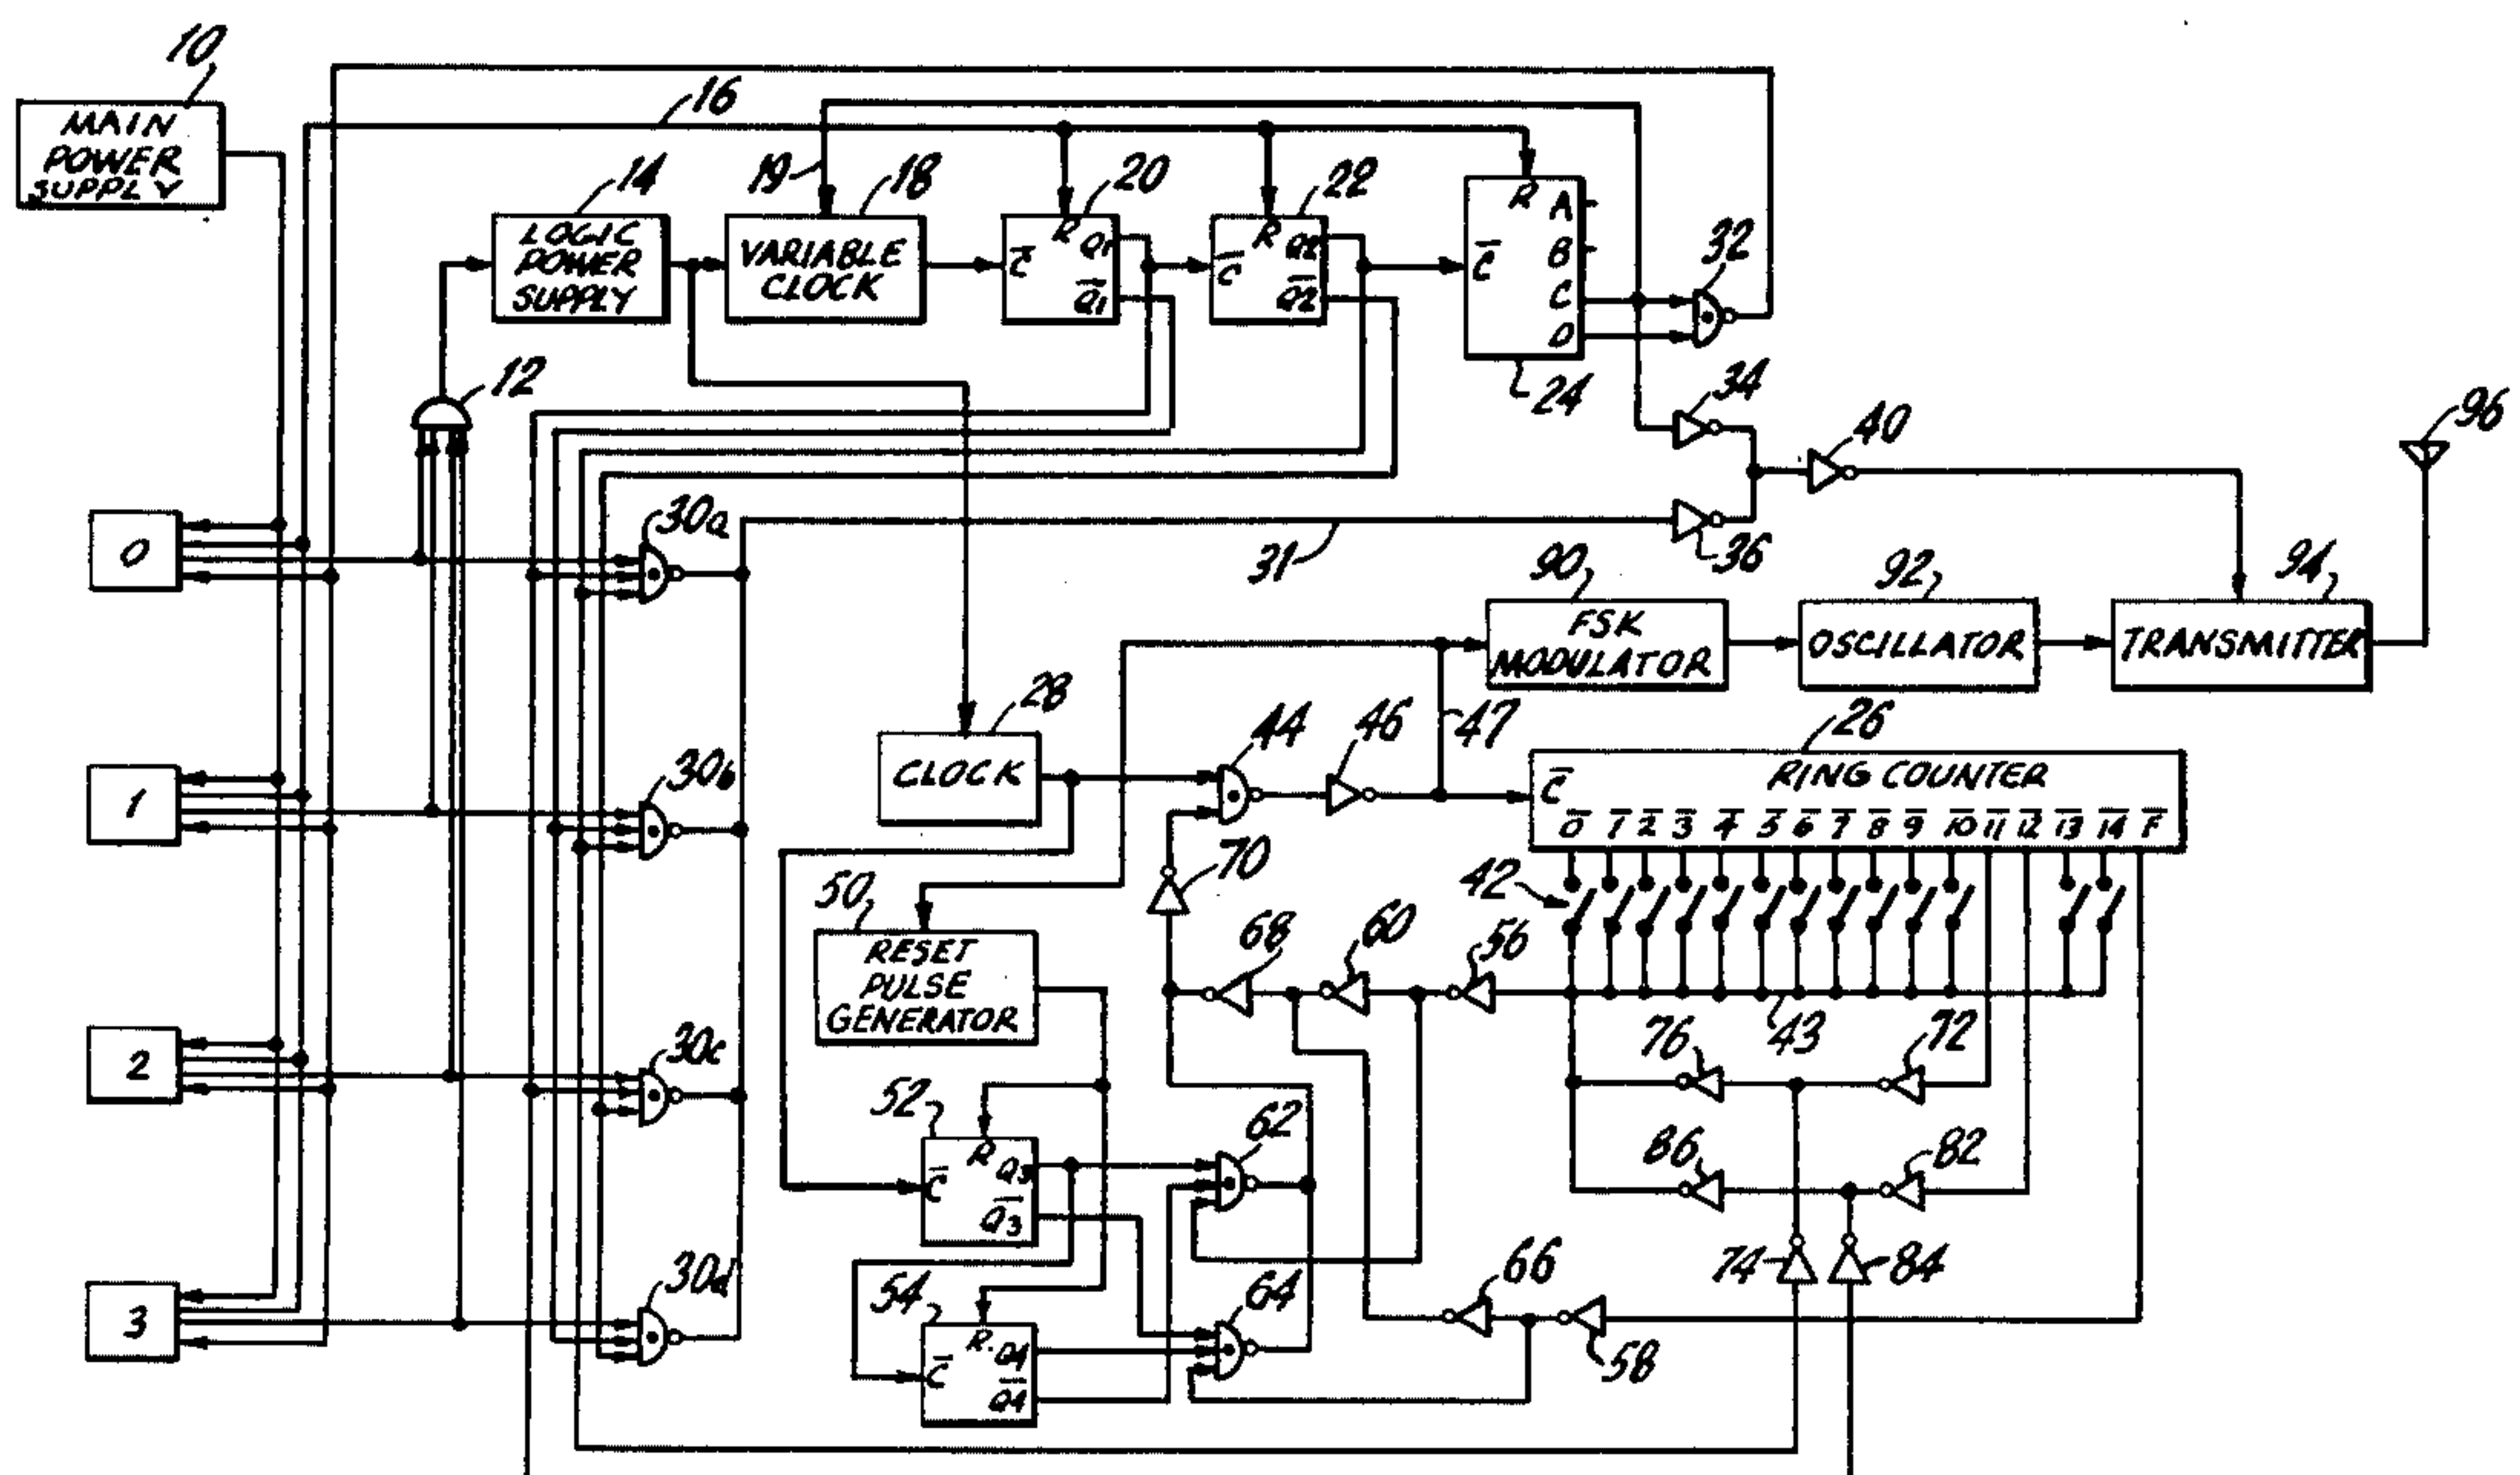 10
MAIN
POWER
SUPPLY
16
14
LOGIC
POWER
SUPPLY
19
18
VARIABLE
CLOCK
20
R
Q1
C̅
Q̅1
22
R
Q2
C̅
Q̅2
R
A
B
C̅
C
D
24
32
12
34
36
40
96
31
0
1
2
3
30a
30b
30c
30d
28
CLOCK
44
46
47
90
FSK
MODULATOR
92
OSCILLATOR
94
TRANSMITTER
26
RING COUNTER
C̅
0̅ 1̅ 2̅ 3̅ 4̅ 5̅ 6̅ 7̅ 8̅ 9̅ 1̅0̅ 1̅1̅ 1̅2̅ 1̅3̅ 1̅4̅ F̅
42
43
70
50
RESET
PULSE
GENERATOR
68
60
56
76
72
52
R
Q3
C̅
Q̅3
62
86
82
54
R
Q4
C̅
Q̅4
64
66
58
74
84